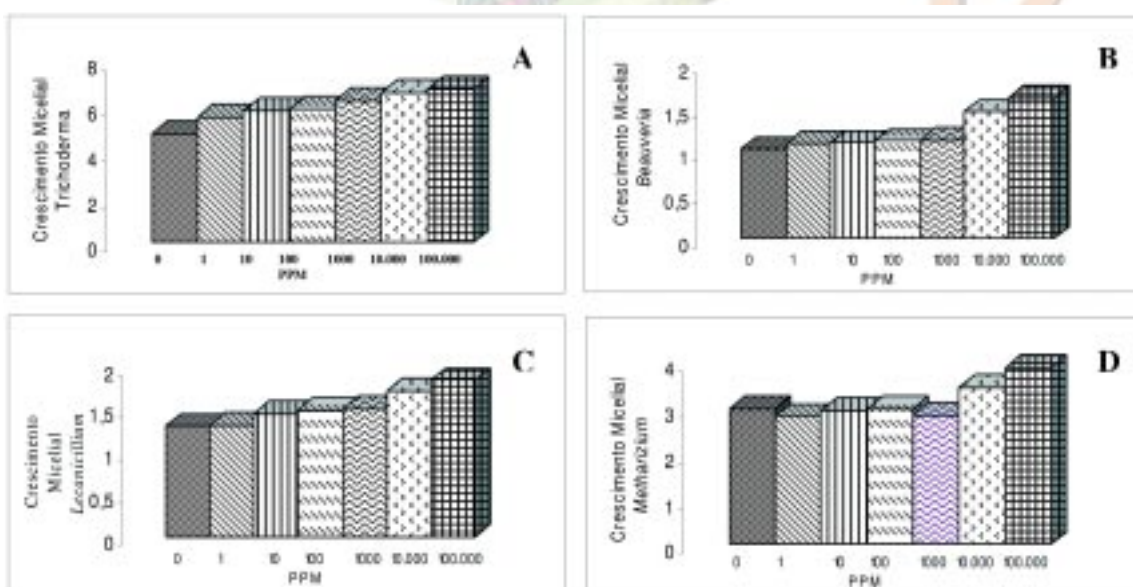 A
Crescimento Micelial
Trichoderma
8
6
4
2
0
0 1 10 100 1000 10.000 100.000
PPM
B
Crescimento Micelial
Beauveria
2
1,5
1
0,5
0
0 1 10 100 1000 10.000 100.000
PPM
C
Crescimento
Micelial
Lecanicillium
2
1,5
1
0,5
0
0 1 10 100 1000 10.000 100.000
PPM
D
Crescimento Micelial
Metharizium
4
3
2
1
0
0 1 10 100 1000 10.000 100.000
PPM